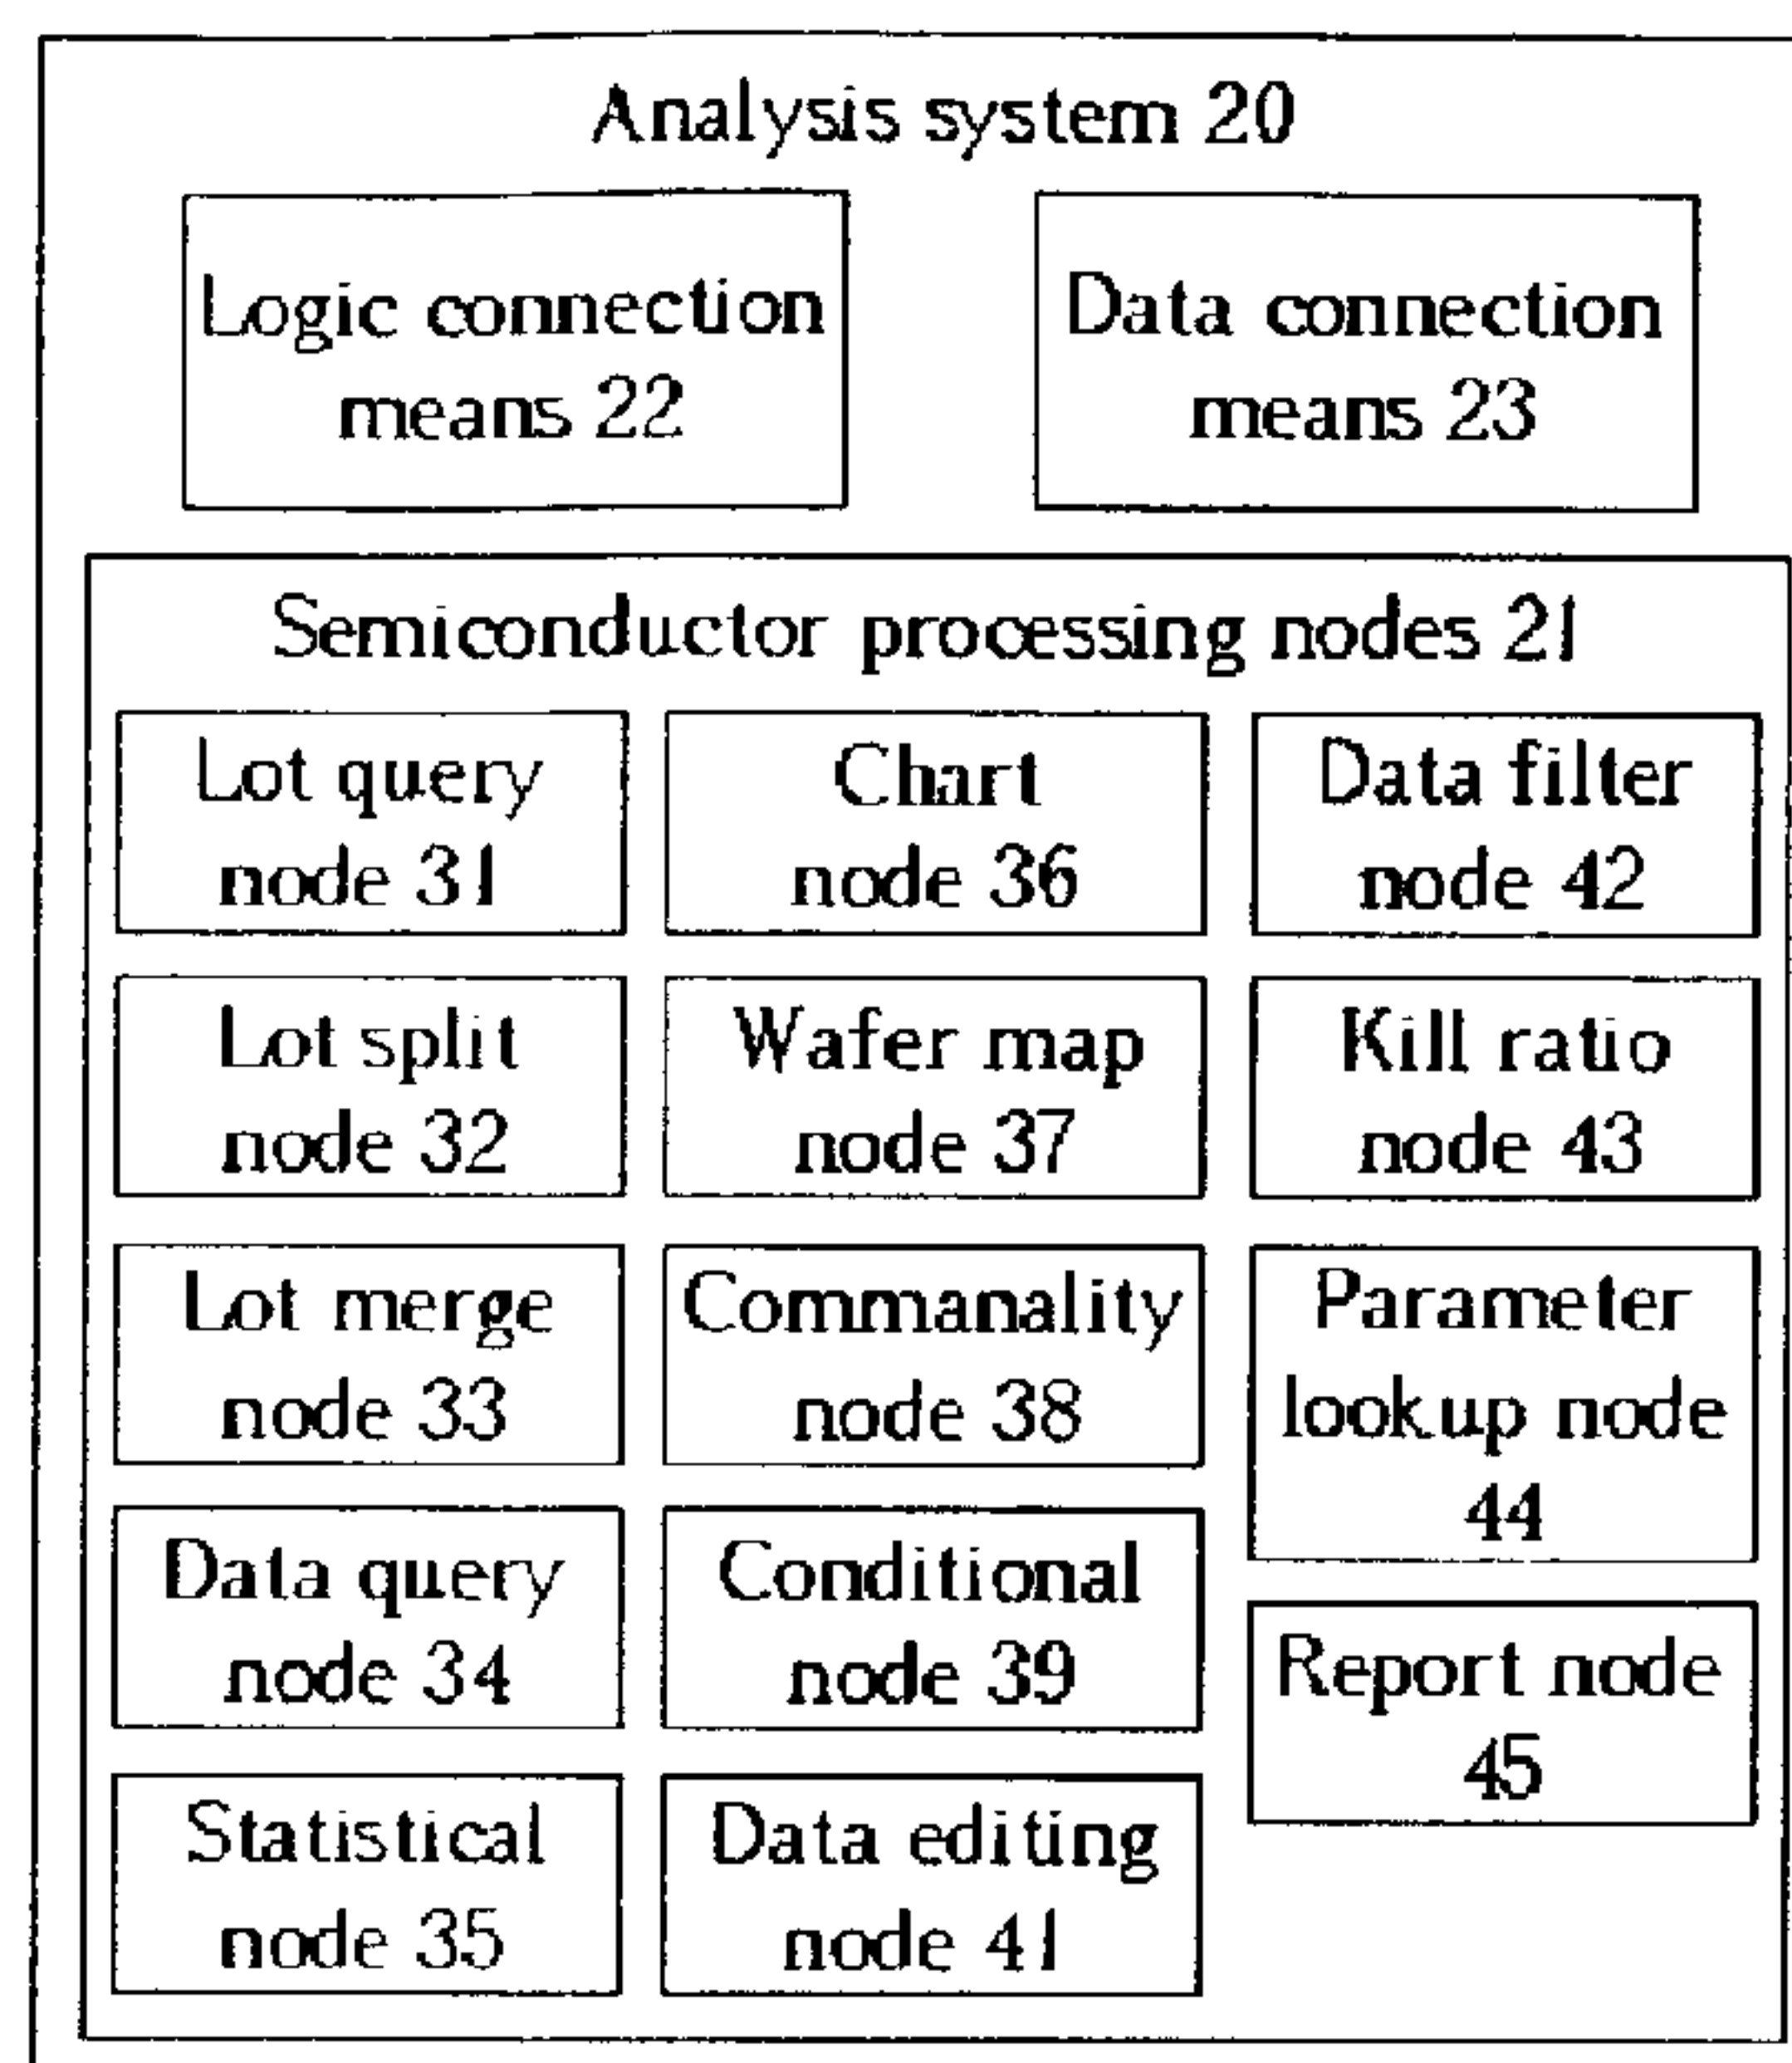 Analysis system 20
Logic connection
means 22
Data connection
means 23
Semiconductor processing nodes 21
Lot query
node 31
Chart
node 36
Data filter
node 42
Lot split
node 32
Wafer map
node 37
Kill ratio
node 43
Lot merge
node 33
Commanality
node 38
Parameter
lookup node
44
Data query
node 34
Conditional
node 39
Report node
45
Statistical
node 35
Data editing
node 41